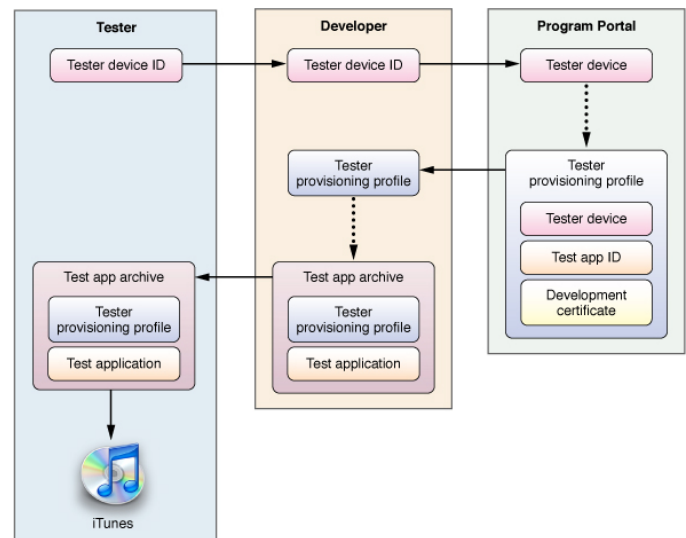 Tester
Developer
Program Portal
Tester device ID
Tester device ID
Tester device
Tester
provisioning profile
Tester
provisioning profile
Tester device
Test app ID
Development
certificate
Test app archive
Tester
provisioning profile
Test application
Test app archive
Tester
provisioning profile
Test application
iTunes